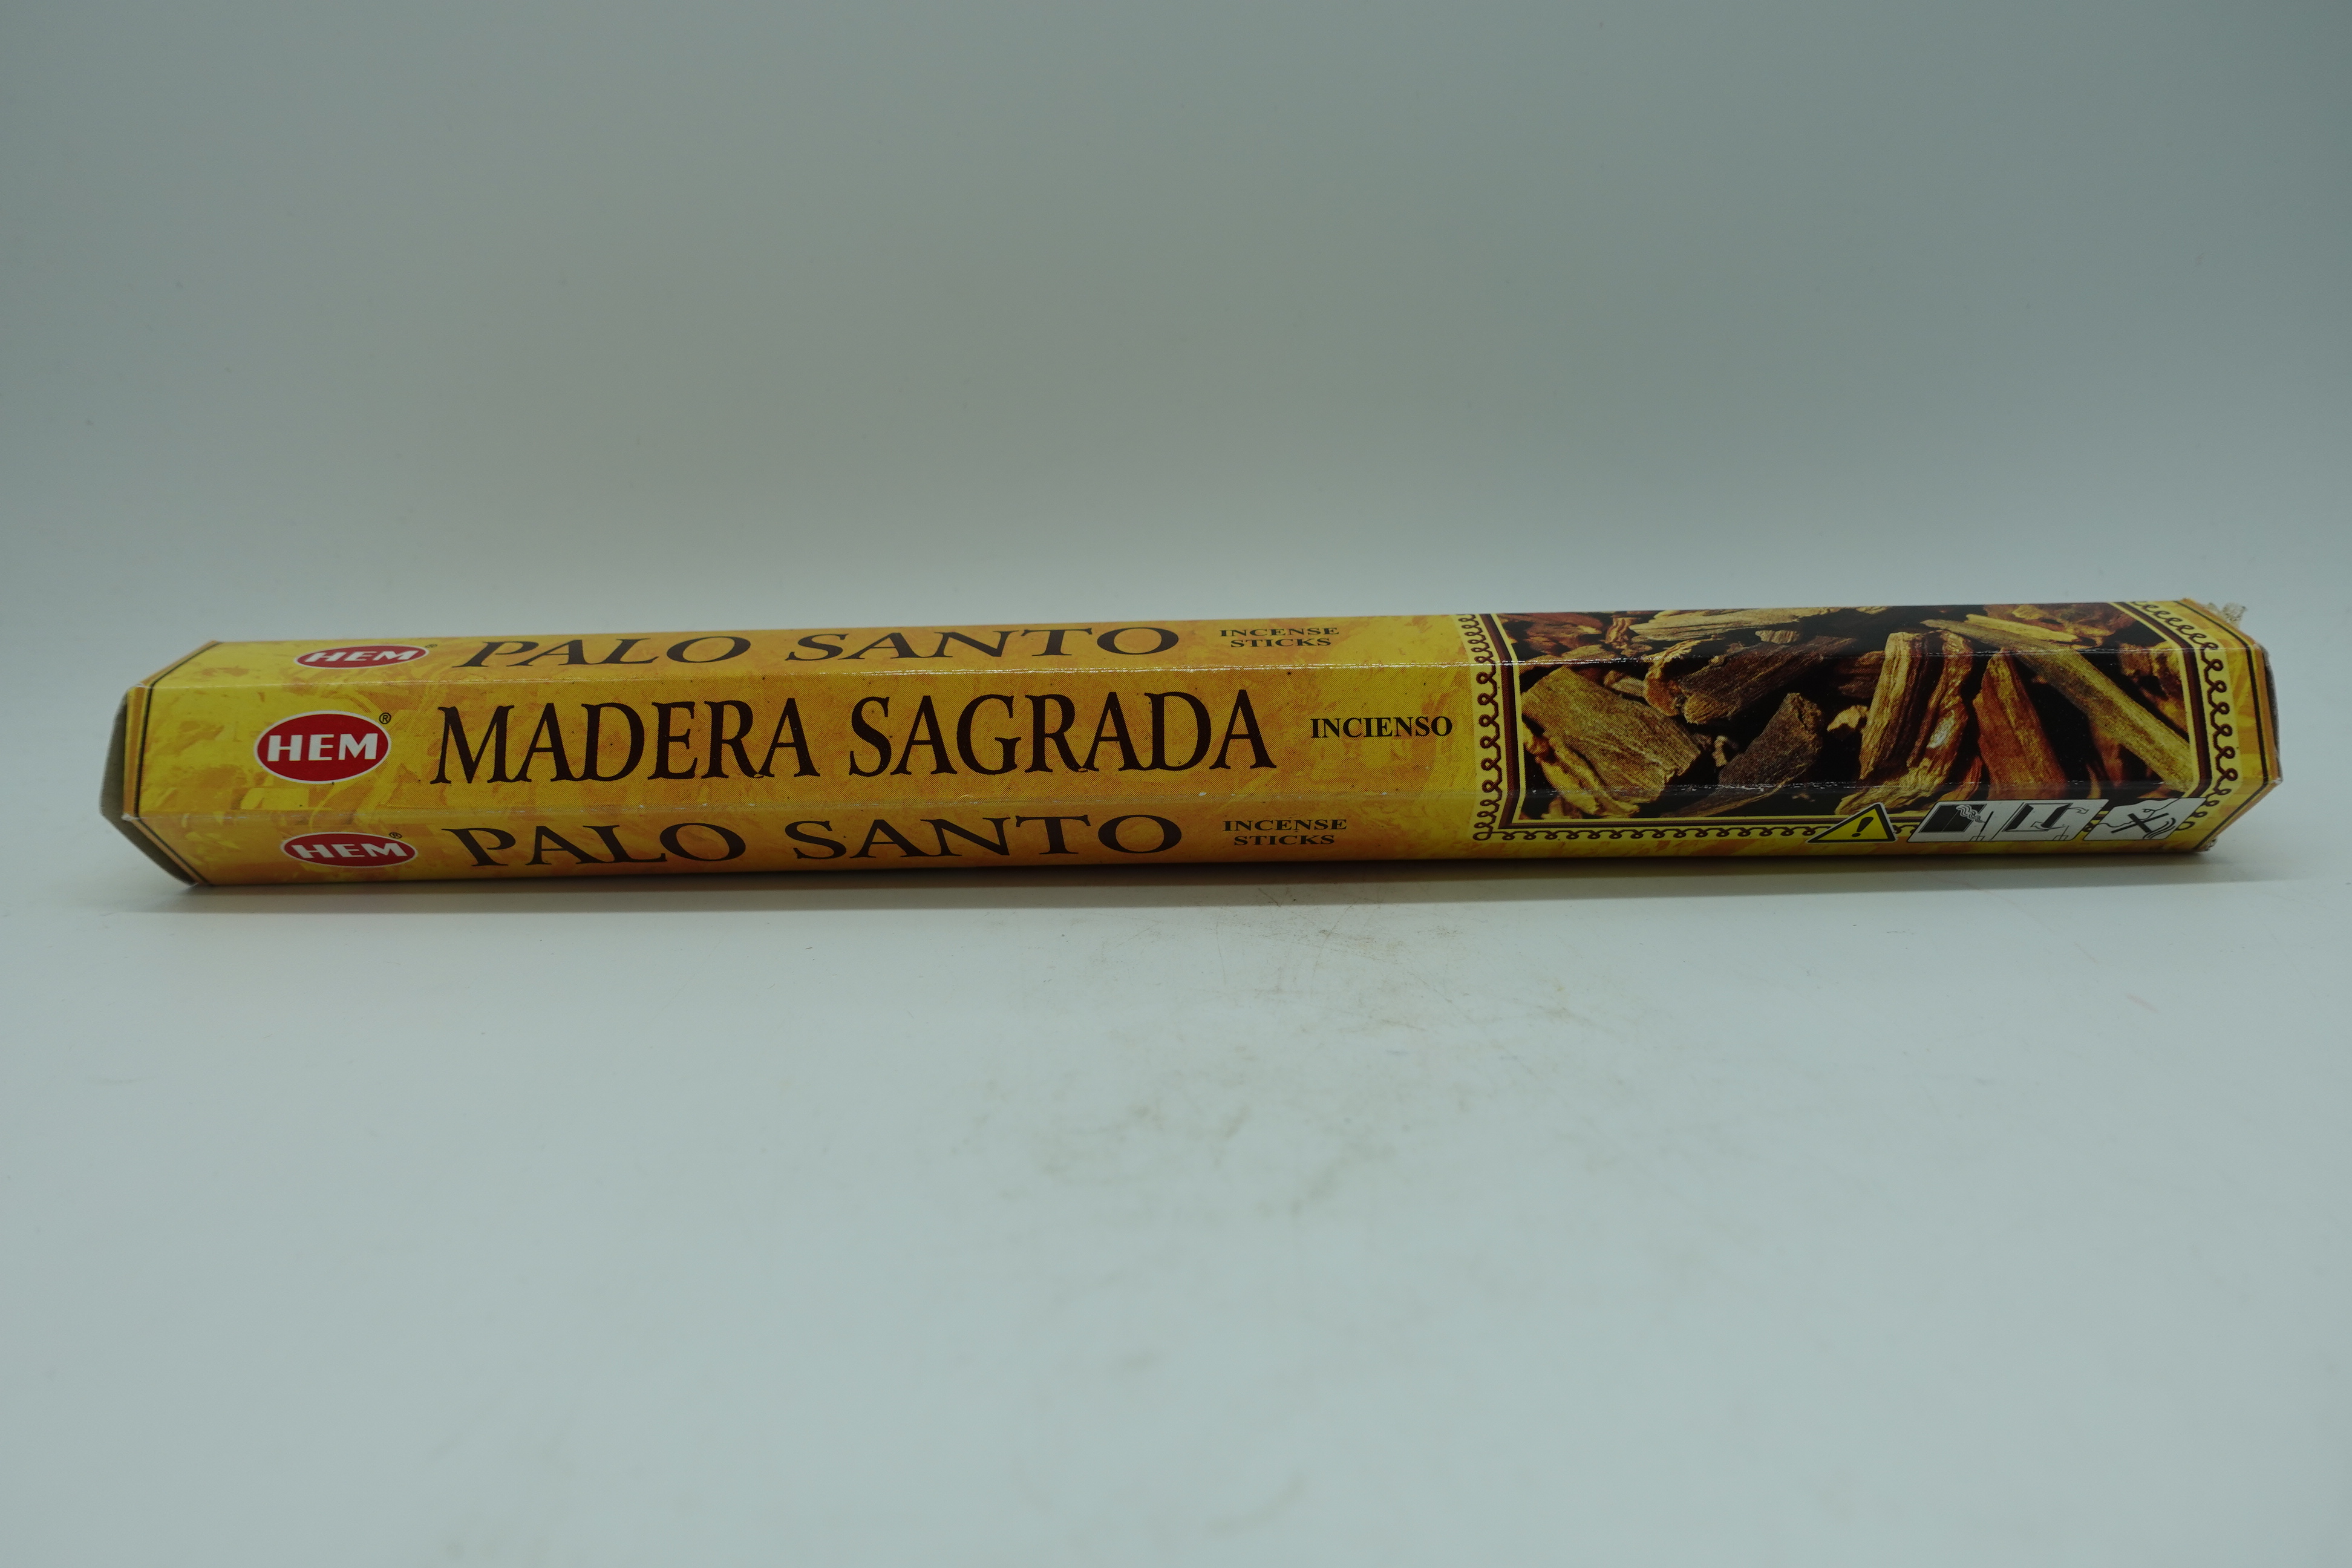 HEM® PALO SANTO INCENSE
STICKS
HEM® MADERA SAGRADA INCIENSO
HEM® PALO SANTO INCENSE
STICKS